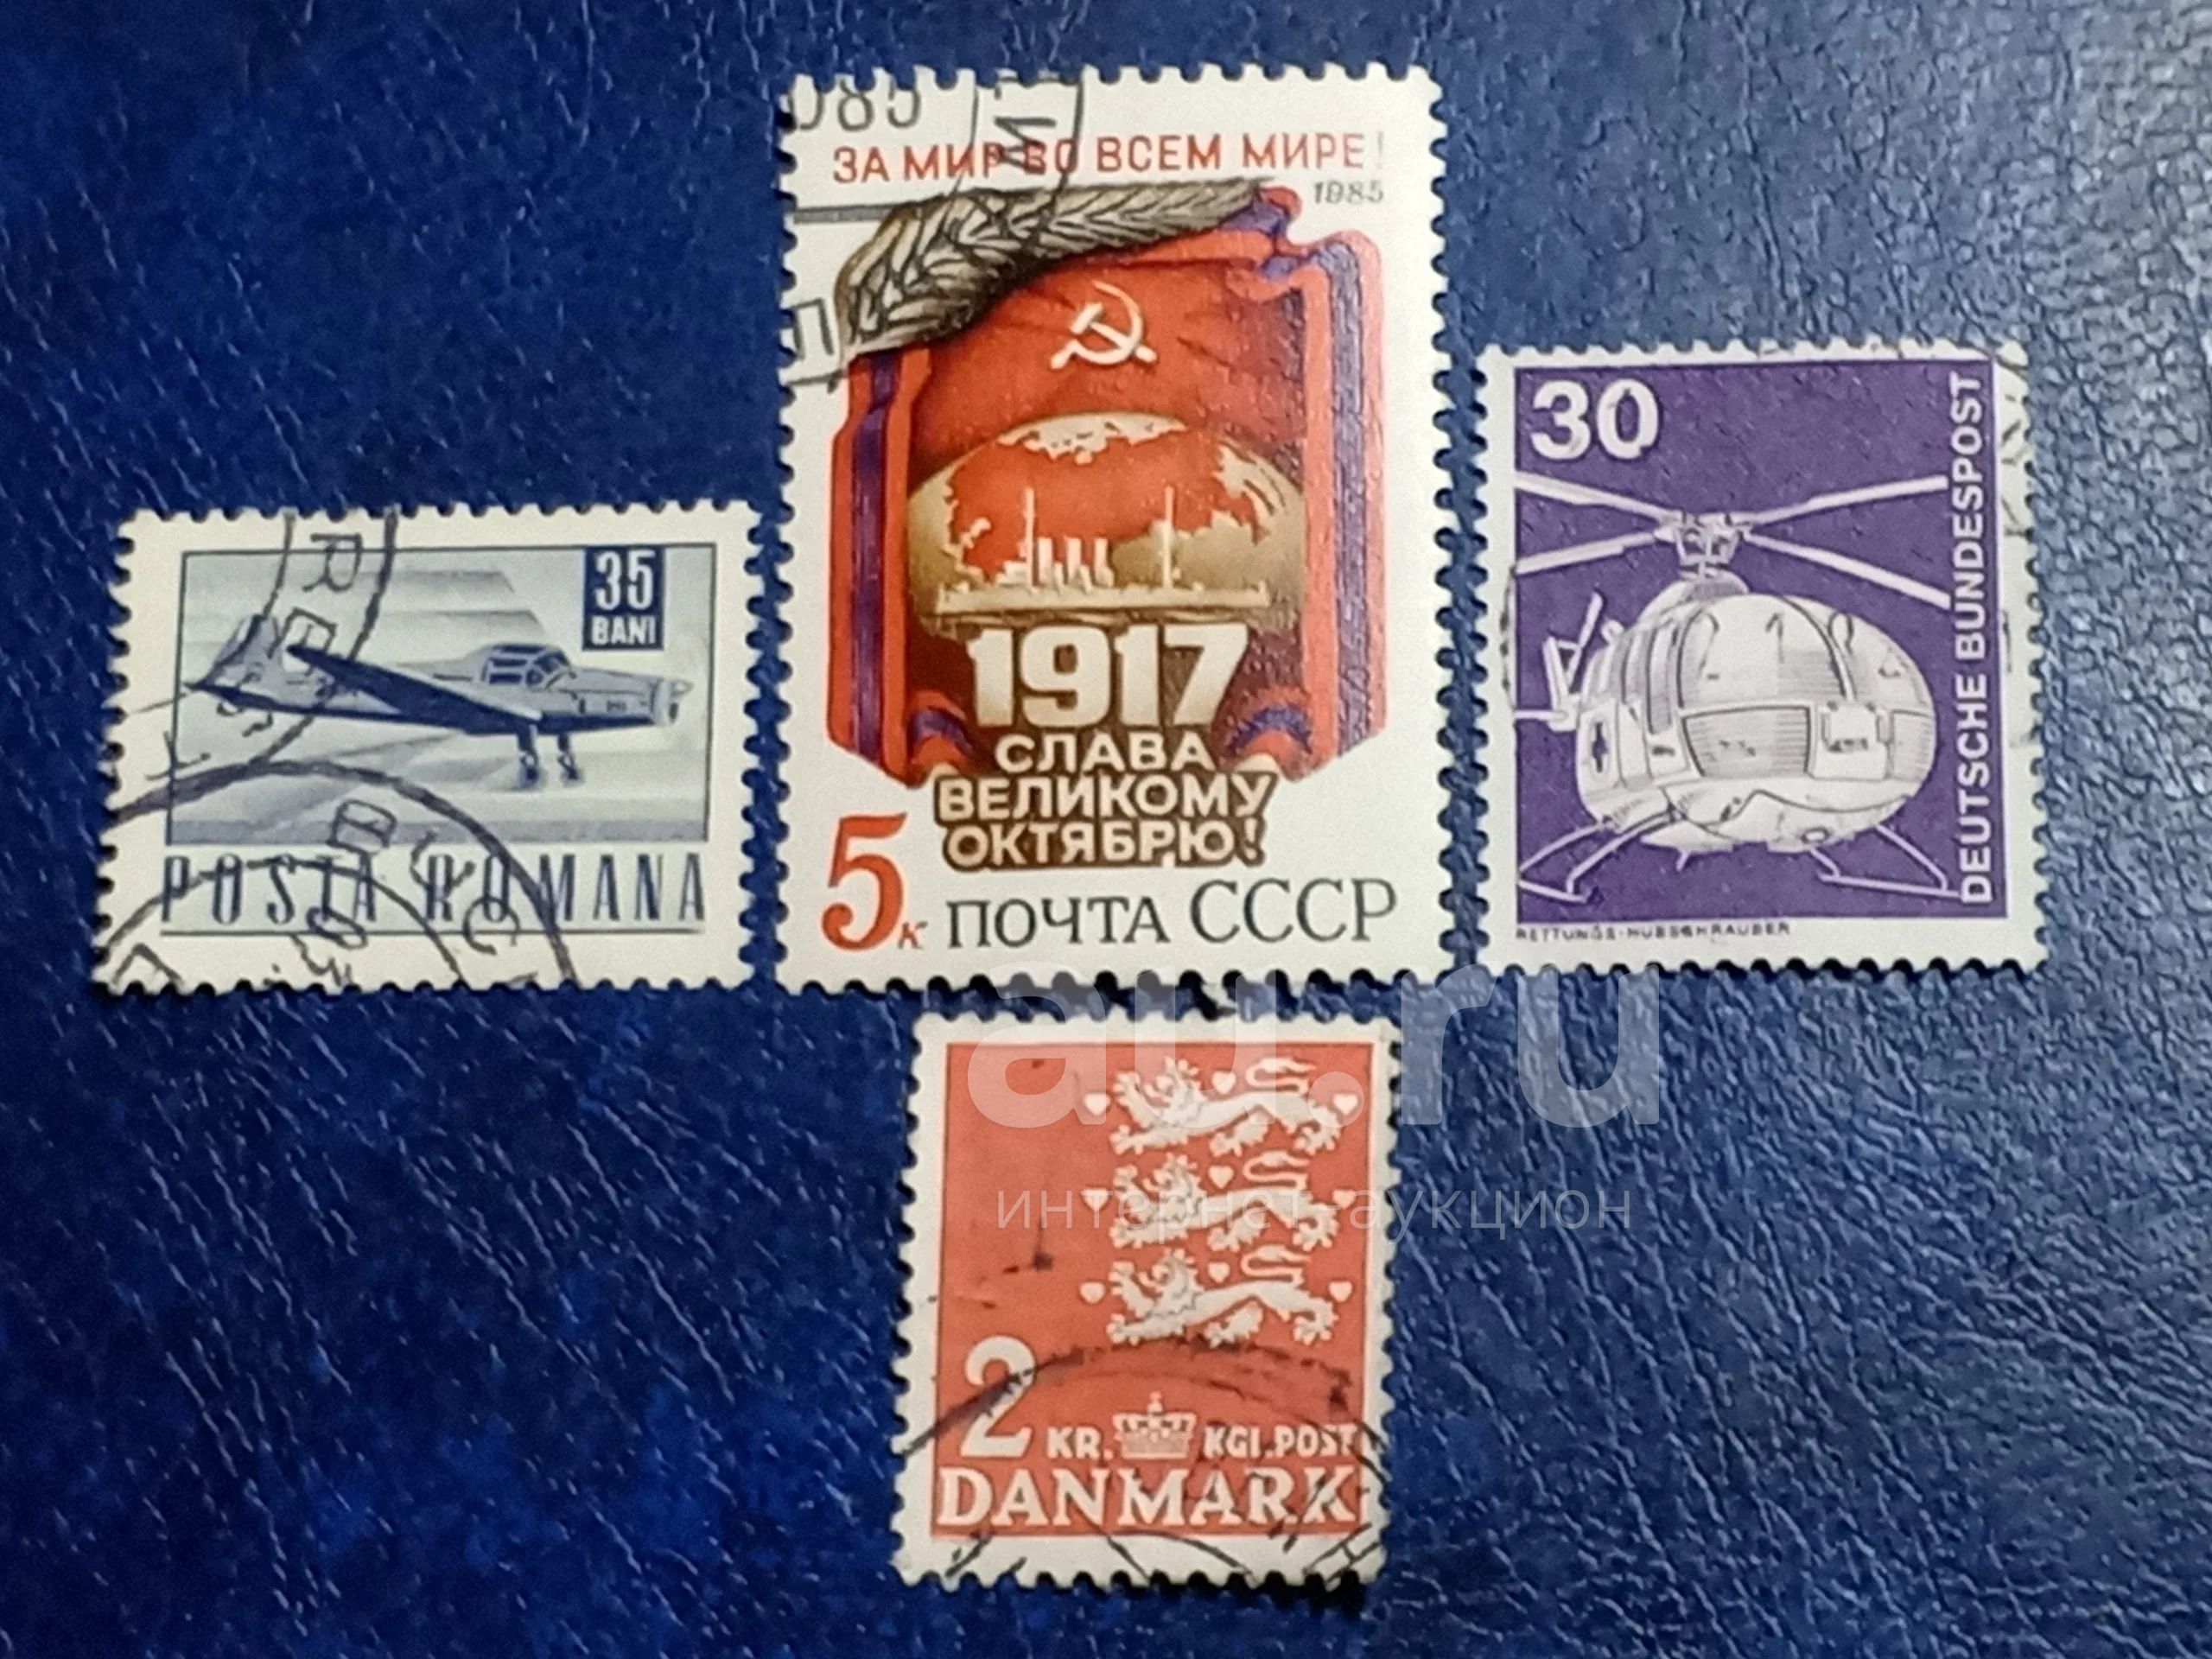 085
М
ЗА МИР ВО ВСЕМ МИРЕ!
1985
1917
СЛАВА
ВЕЛИКОМУ
ОКТЯБРЮ!
5к ПОЧТА СССР
35
BANI
POSTA ROMANA
30
DEUTSCHE BUNDESPOST
RETTUNGS-HUBSCHRAUBER
2 KR. KGL.POST
DANMARK
au.ru
интернет-аукцион